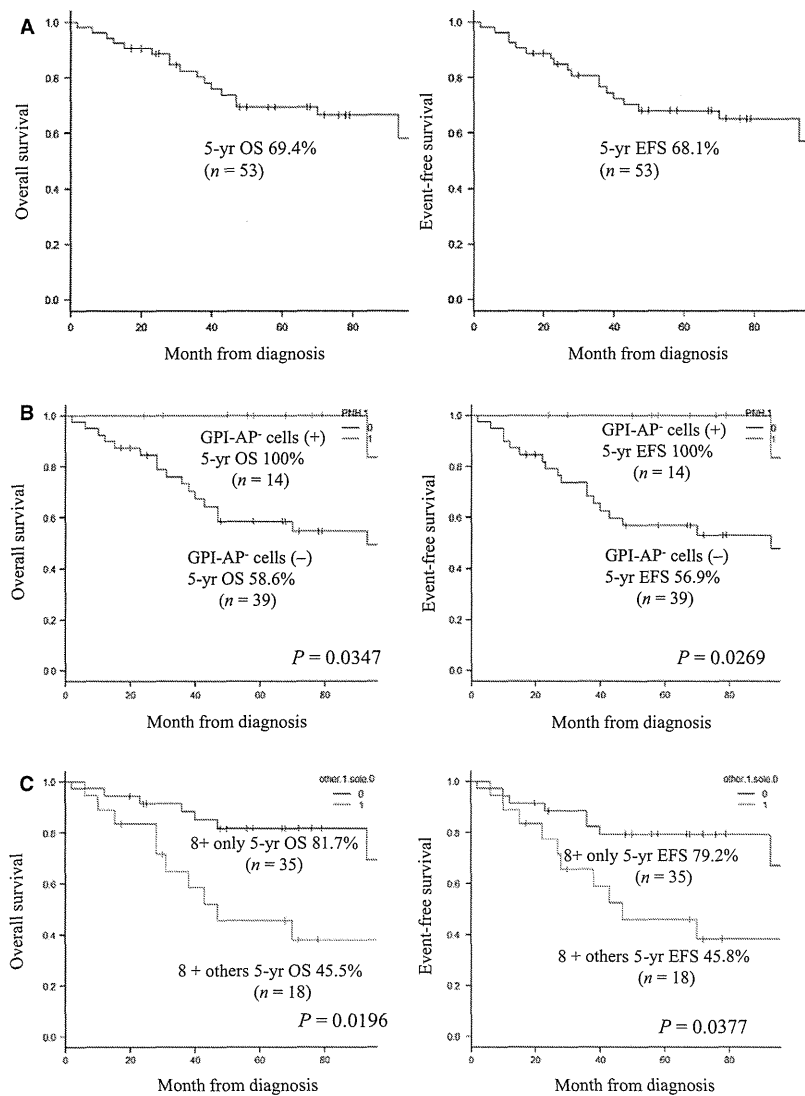 A
Overall survival
1.0
0.8
0.6
0.4
0.2
0.0
5-yr OS 69.4%
(n = 53)
0 20 40 60 80
Month from diagnosis
Event-free survival
1.0
0.8
0.6
0.4
0.2
0.0
5-yr EFS 68.1%
(n = 53)
0 20 40 60 80
Month from diagnosis
B
Overall survival
1.0
0.8
0.6
0.4
0.2
0.0
PNH.1
0
1
GPI-AP- cells (+)
5-yr OS 100%
(n = 14)
GPI-AP- cells (–)
5-yr OS 58.6%
(n = 39)
P = 0.0347
0 20 40 60 80
Month from diagnosis
Event-free survival
1.0
0.8
0.6
0.4
0.2
0.0
PNH.1
0
1
GPI-AP- cells (+)
5-yr EFS 100%
(n = 14)
GPI-AP- cells (–)
5-yr EFS 56.9%
(n = 39)
P = 0.0269
0 20 40 60 80
Month from diagnosis
C
Overall survival
1.0
0.8
0.6
0.4
0.2
0.0
other.1.sole.0
0
1
8+ only 5-yr OS 81.7%
(n = 35)
8 + others 5-yr OS 45.5%
(n = 18)
P = 0.0196
0 20 40 60 80
Month from diagnosis
Event-free survival
1.0
0.8
0.6
0.4
0.2
0.0
other.1.sole.0
0
1
8+ only 5-yr EFS 79.2%
(n = 35)
8 + others 5-yr EFS 45.8%
(n = 18)
P = 0.0377
0 20 40 60 80
Month from diagnosis